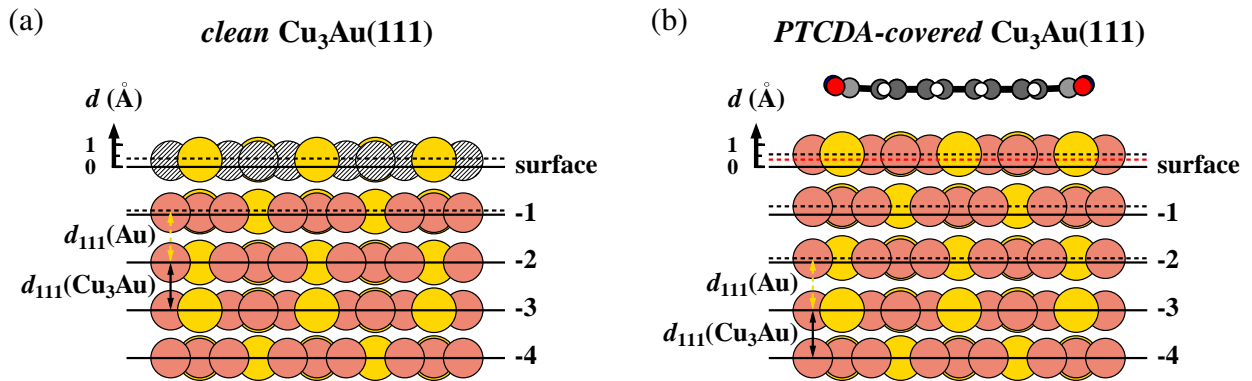 (a)
clean Cu₃Au(111)
d (Å)
1
0
surface
-1
d₁₁₁(Au)
-2
d₁₁₁(Cu₃Au)
-3
-4
(b)
PTCDA-covered Cu₃Au(111)
d (Å)
1
0
surface
-1
-2
d₁₁₁(Au)
-3
d₁₁₁(Cu₃Au)
-4